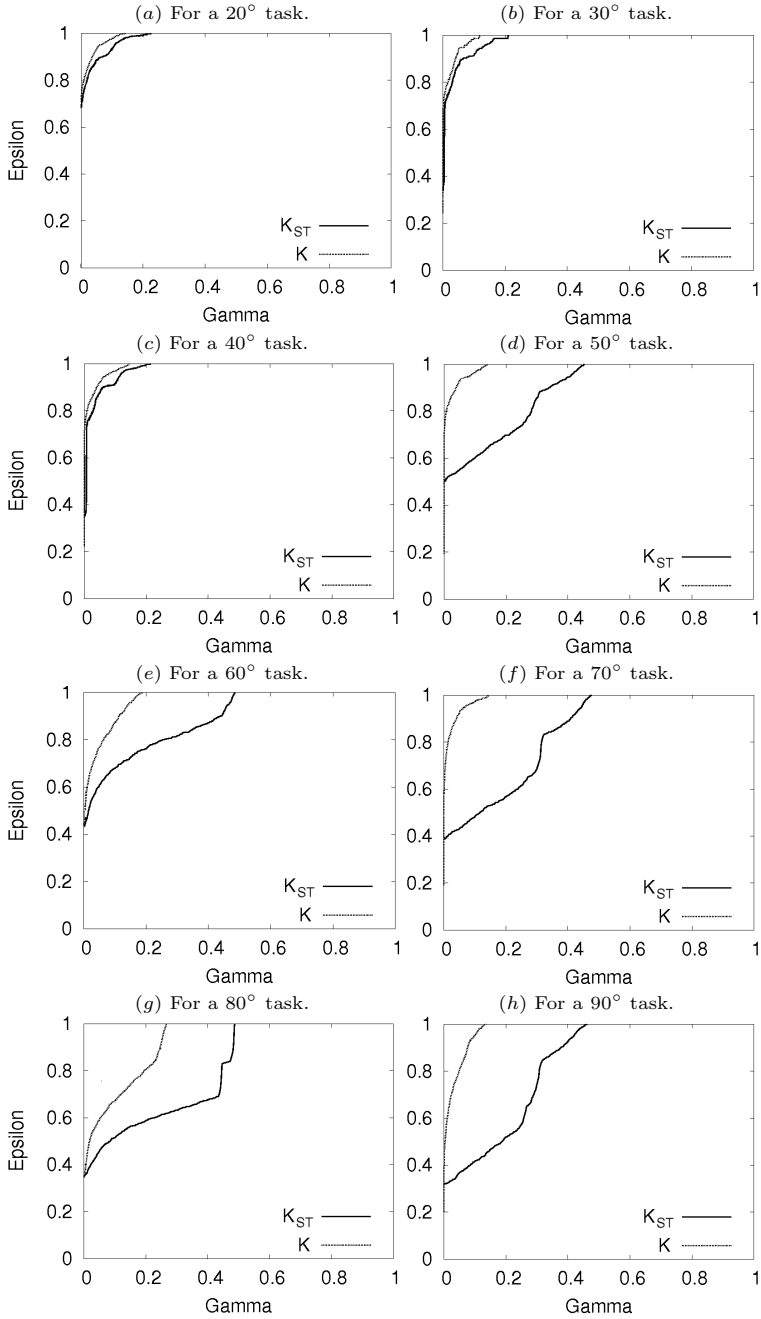 (a) For a 20° task.
1
0.8
0.6
0.4
0.2
0
Epsilon
K_ST
K
0 0.2 0.4 0.6 0.8 1
Gamma
(b) For a 30° task.
1
0.8
0.6
0.4
0.2
0
K_ST
K
0 0.2 0.4 0.6 0.8 1
Gamma
(c) For a 40° task.
1
0.8
0.6
0.4
0.2
0
Epsilon
K_ST
K
0 0.2 0.4 0.6 0.8 1
Gamma
(d) For a 50° task.
1
0.8
0.6
0.4
0.2
0
K_ST
K
0 0.2 0.4 0.6 0.8 1
Gamma
(e) For a 60° task.
1
0.8
0.6
0.4
0.2
0
Epsilon
K_ST
K
0 0.2 0.4 0.6 0.8 1
Gamma
(f) For a 70° task.
1
0.8
0.6
0.4
0.2
0
K_ST
K
0 0.2 0.4 0.6 0.8 1
Gamma
(g) For a 80° task.
1
0.8
0.6
0.4
0.2
0
Epsilon
K_ST
K
0 0.2 0.4 0.6 0.8 1
Gamma
(h) For a 90° task.
1
0.8
0.6
0.4
0.2
0
K_ST
K
0 0.2 0.4 0.6 0.8 1
Gamma